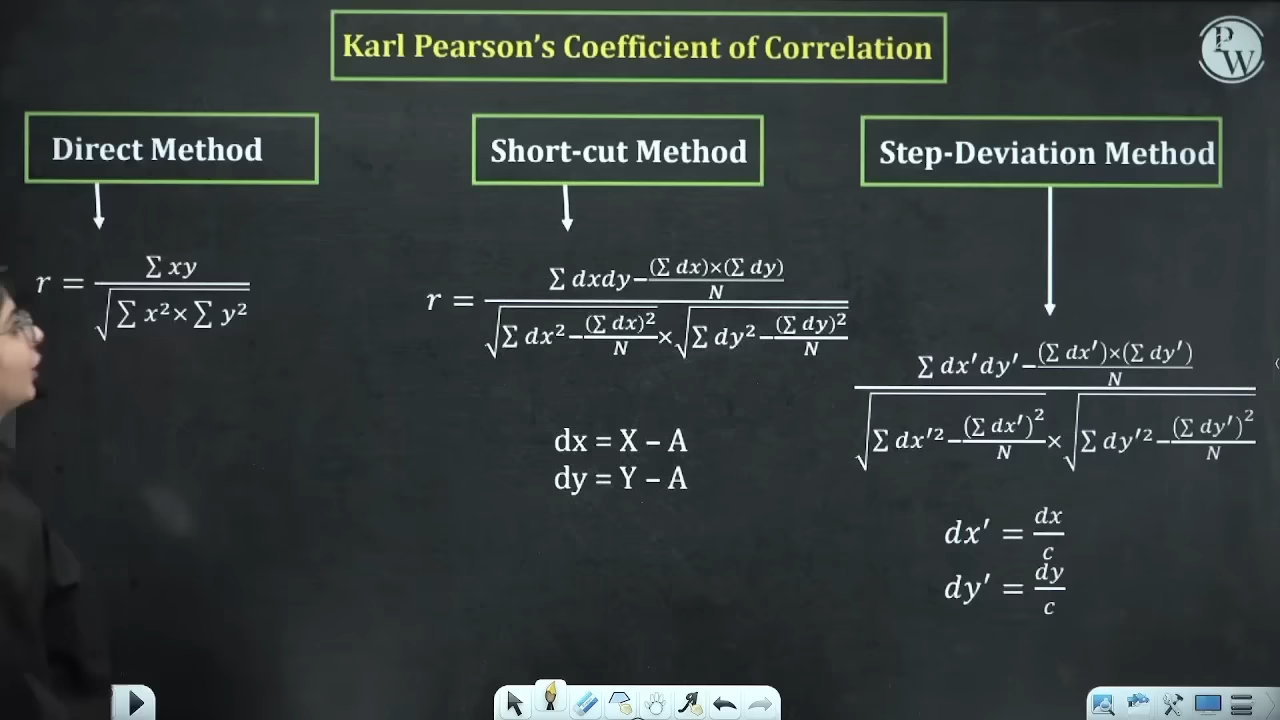 Karl Pearson's Coefficient of Correlation
PW
Direct Method
r = ∑ xy / √(∑ x² × ∑ y²)
Short-cut Method
r = (∑ dxdy − (∑ dx)×(∑ dy)/N) / (√(∑ dx² − (∑ dx)²/N) × √(∑ dy² − (∑ dy)²/N))
dx = X – A
dy = Y – A
Step-Deviation Method
(∑ dx′dy′ − (∑ dx′)×(∑ dy′)/N) / (√(∑ dx′² − (∑ dx′)²/N) × √(∑ dy′² − (∑ dy′)²/N))
dx′ = dx/c
dy′ = dy/c